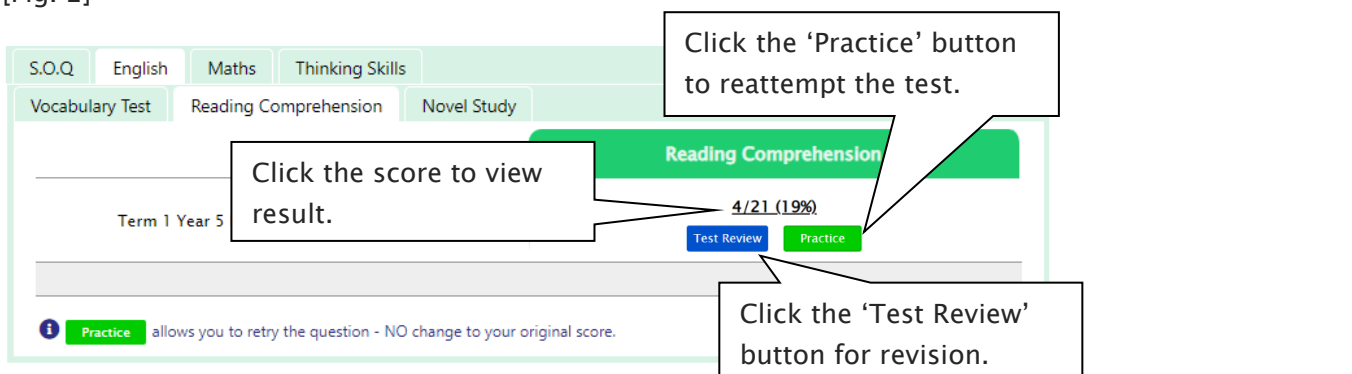 Click the ‘Practice’ button
to reattempt the test.
S.O.Q English Maths Thinking Skills
Vocabulary Test Reading Comprehension Novel Study
Reading Comprehension
Click the score to view
result.
Term 1 Year 5
4/21 (19%)
Test Review Practice
Click the ‘Test Review’
button for revision.
Practice allows you to retry the question - NO change to your original score.